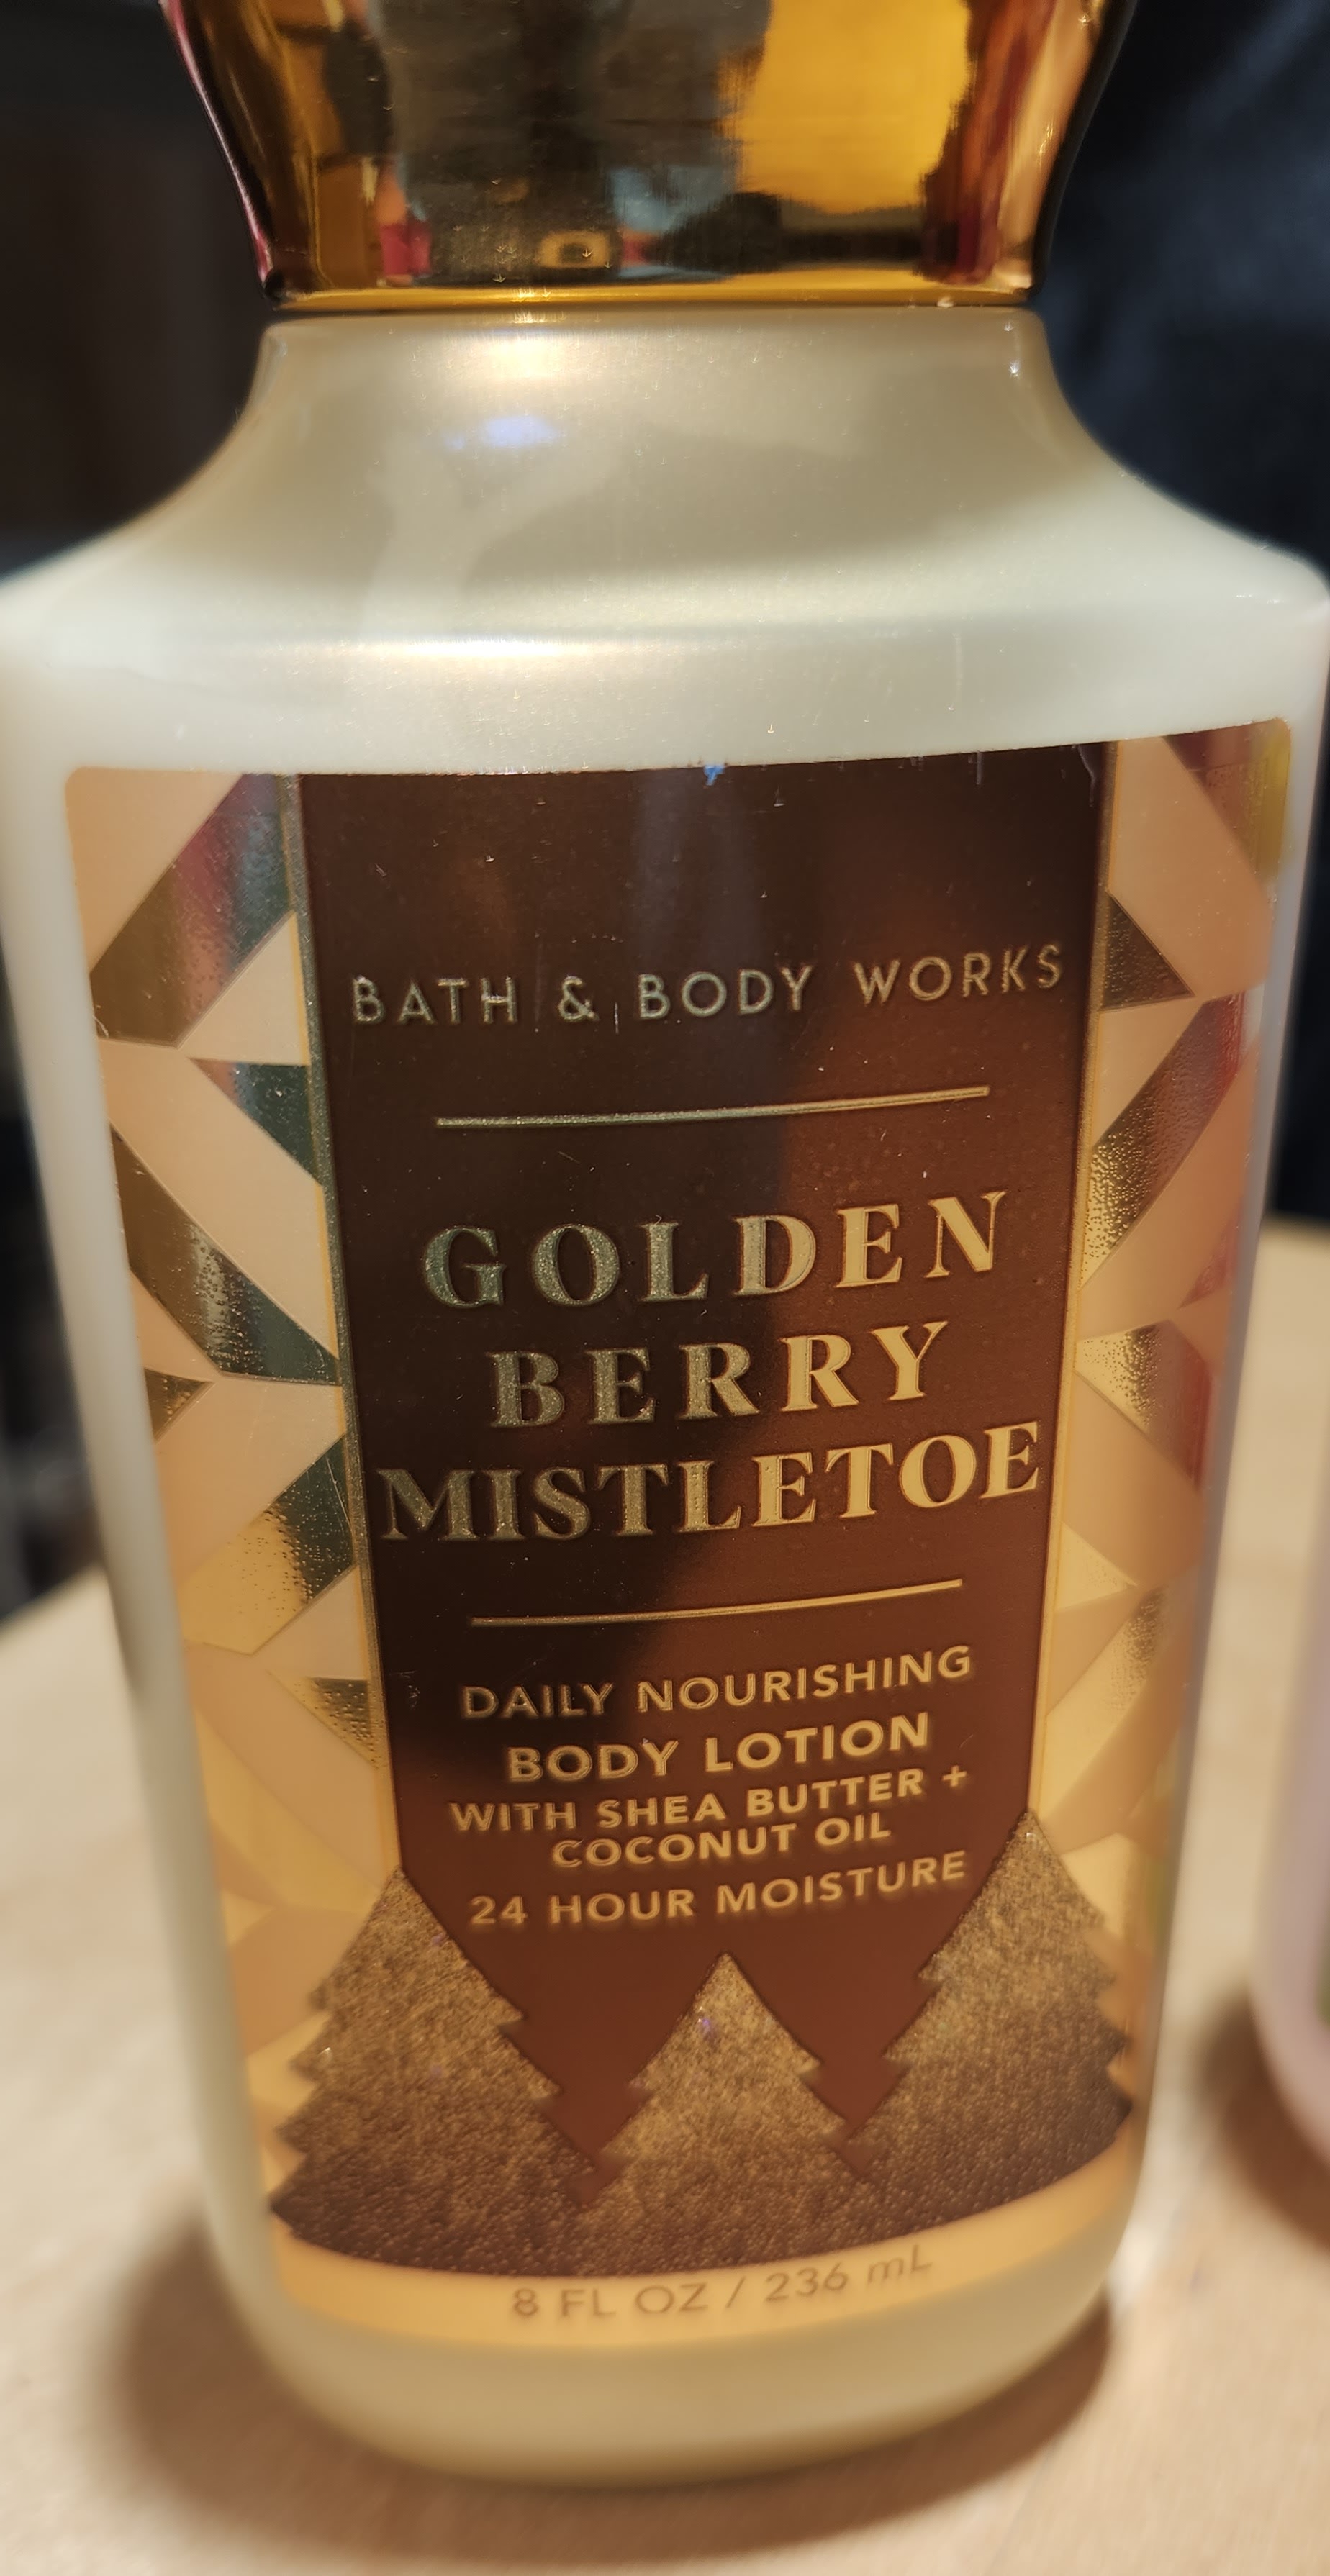 BATH & BODY WORKS
GOLDEN
BERRY
MISTLETOE
DAILY NOURISHING
BODY LOTION
WITH SHEA BUTTER +
COCONUT OIL
24 HOUR MOISTURE
8 FL OZ / 236 mL